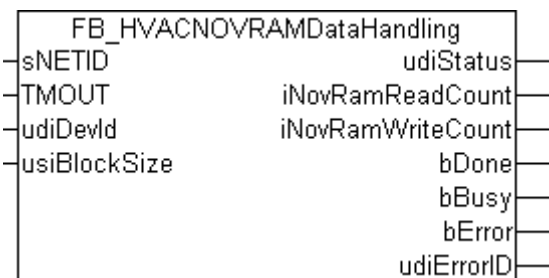 FB_HVACNOVRAMDataHandling
sNETID udiStatus
TMOUT iNovRamReadCount
udiDevId iNovRamWriteCount
usiBlockSize bDone
bBusy
bError
udiErrorID